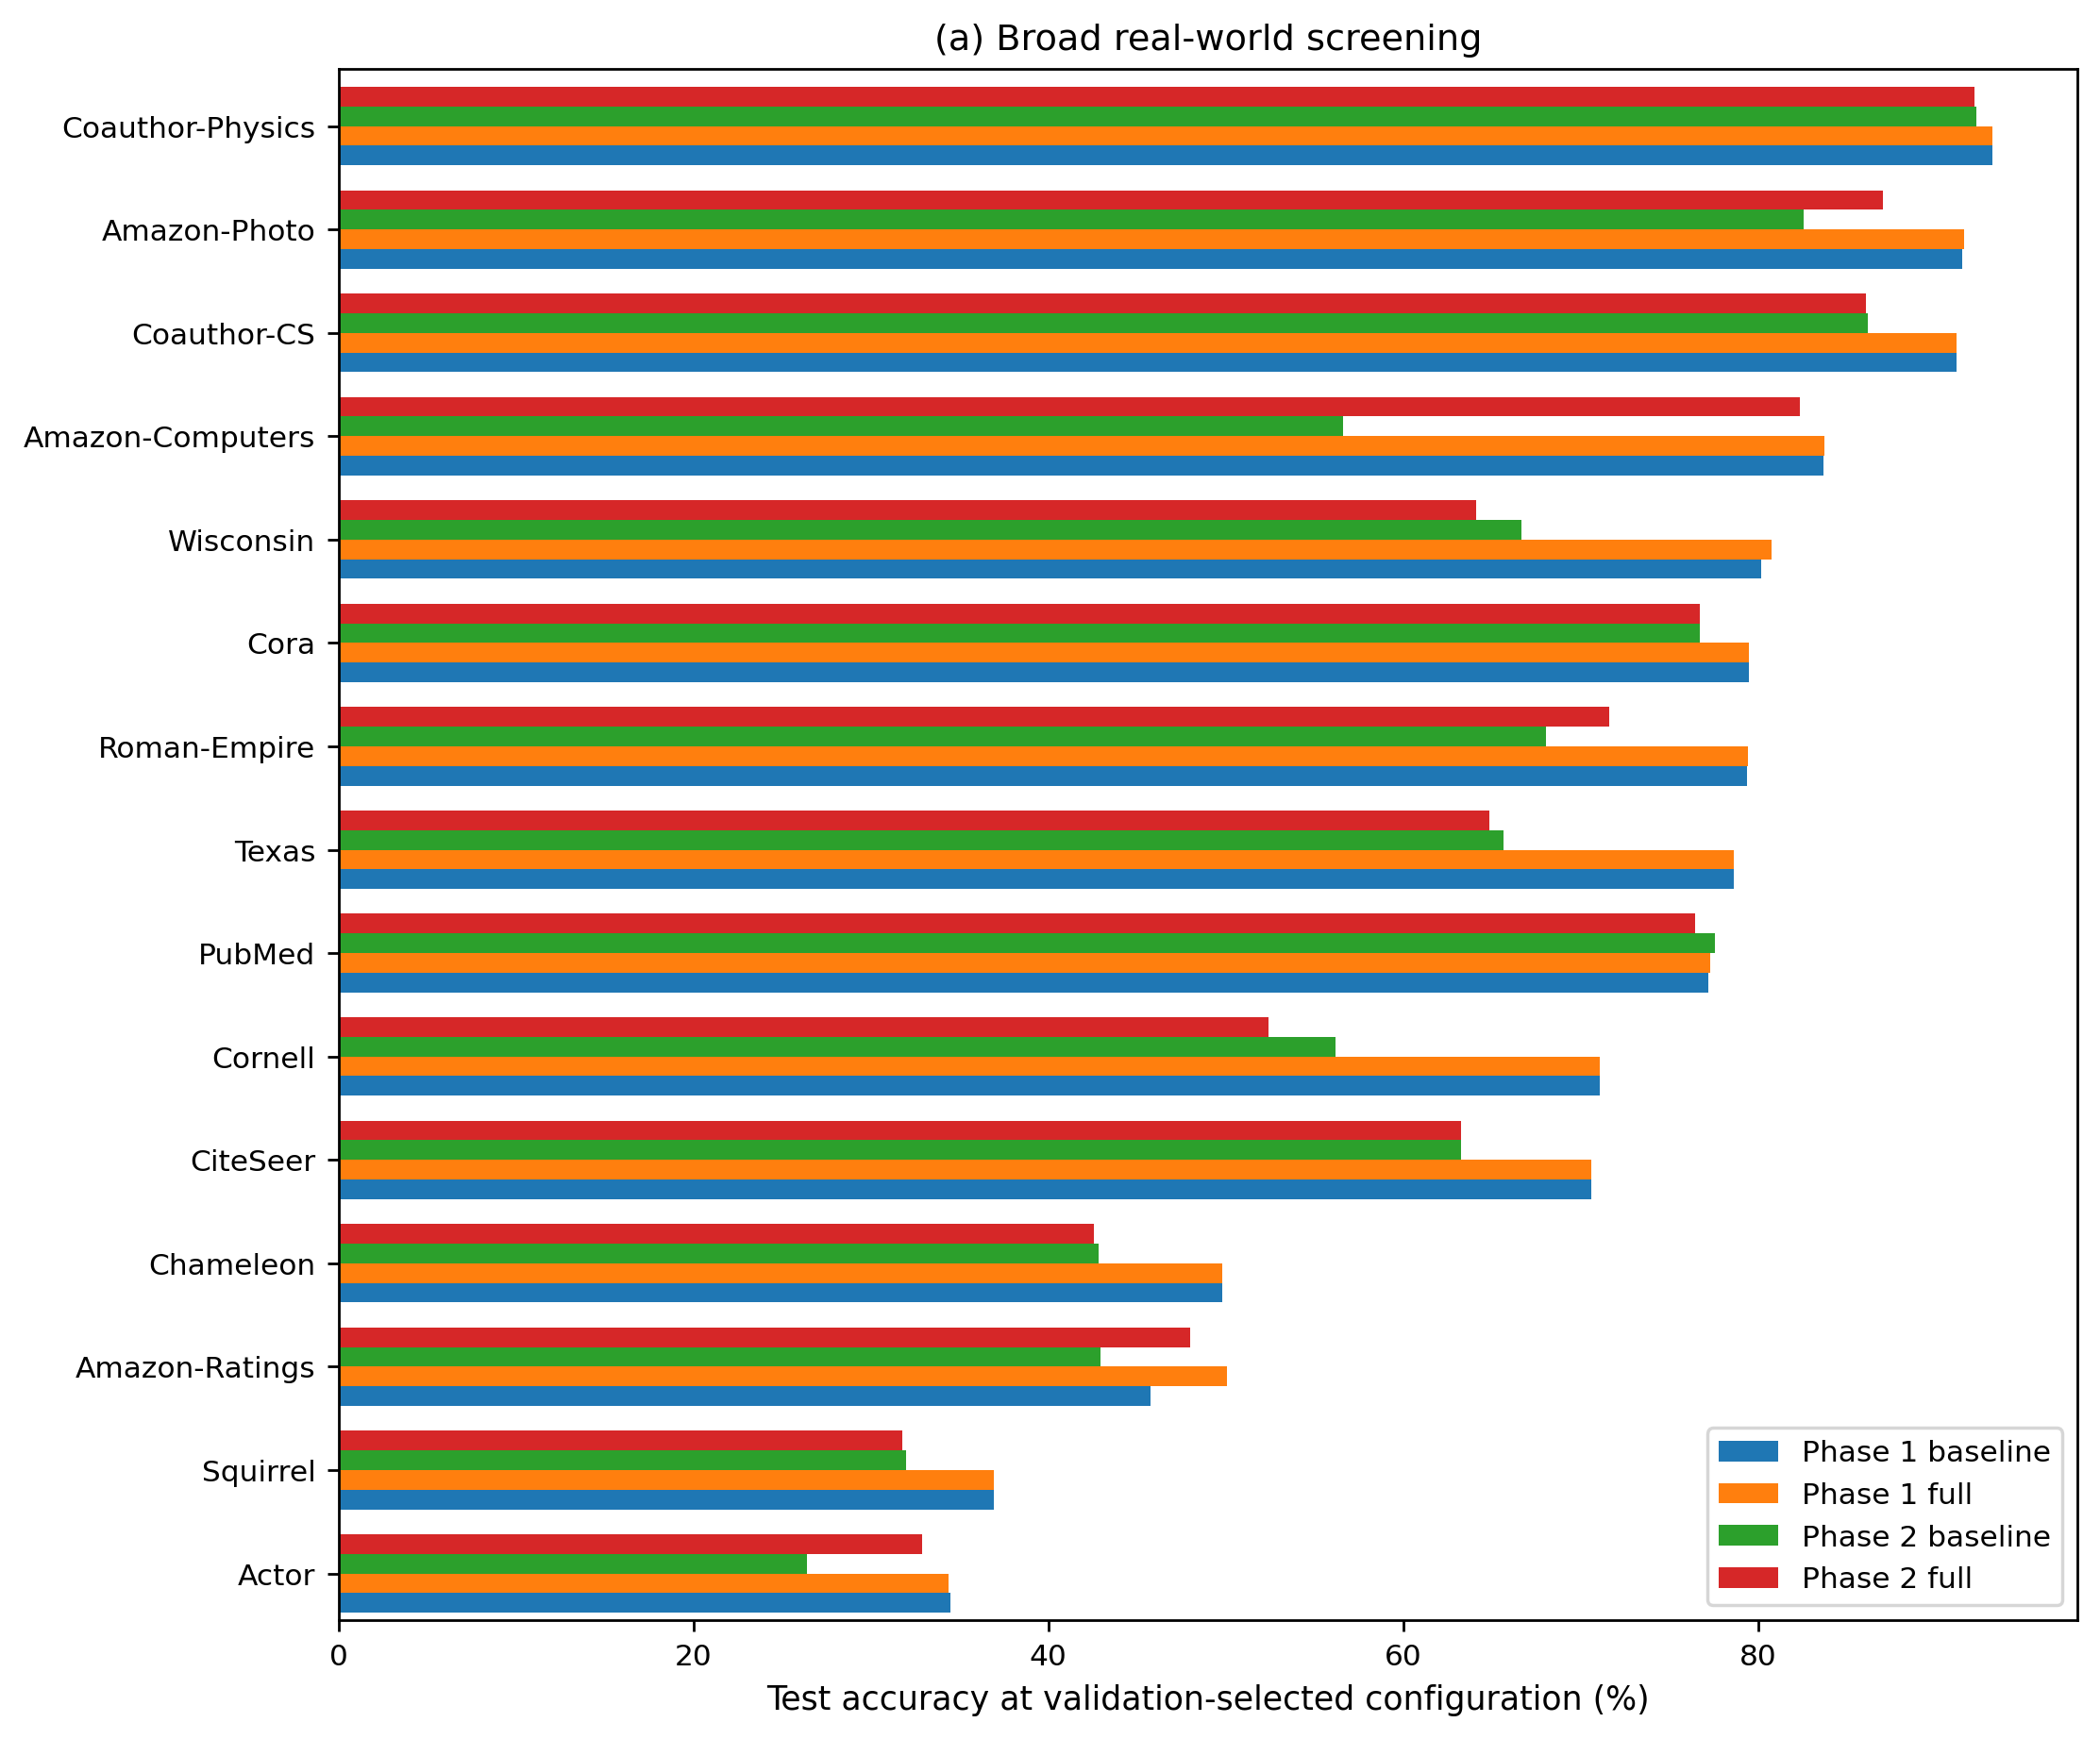 (a) Broad real-world screening
Coauthor-Physics
Amazon-Photo
Coauthor-CS
Amazon-Computers
Wisconsin
Cora
Roman-Empire
Texas
PubMed
Cornell
CiteSeer
Chameleon
Amazon-Ratings
Squirrel
Actor
Phase 1 baseline
Phase 1 full
Phase 2 baseline
Phase 2 full
0 20 40 60 80
Test accuracy at validation-selected configuration (%)